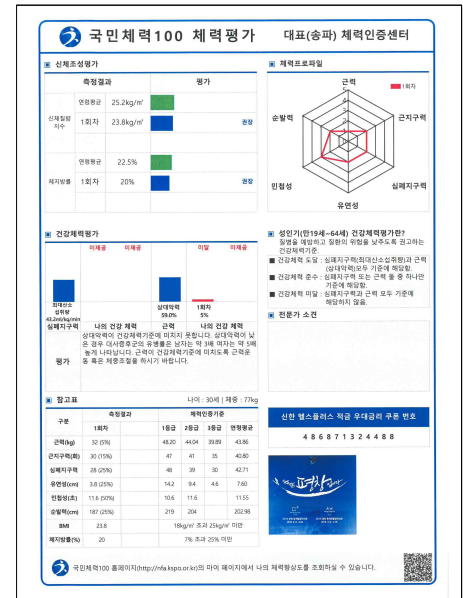 국민체력100 체력평가 대표(송파) 체력인증센터
신체조성평가
측정결과 평가
신체질량지수 연령평균 25.2kg/㎡
1회차 23.8kg/㎡ 권장
체지방률 연령평균 22.5%
1회차 20% 권장
체력프로파일
1회차
근력
근지구력
심폐지구력
유연성
민첩성
순발력
5
4
3
2
1
건강체력평가
미제공 미제공 미달 미제공
최대산소섭취량
43.2ml/kg/min
상대악력
59.0%
1회차
5%
심폐지구력 나의 건강 체력 근력 나의 건강 체력
평가
상대악력이 건강체력기준에 미치지 못합니다. 상대악력이 낮
은 경우 대사증후군의 유병률은 남자는 약 3배 여자는 약 5배
높게 나타납니다. 근력이 건강체력기준에 미치도록 근력운
동 혹은 체중조절을 하시기 바랍니다.
성인기(만19세~64세) 건강체력평가란?
질병을 예방하고 질환의 위험을 낮추도록 권고하는
건강체력기준.
건강체력 도달 : 심폐지구력(최대산소섭취량)과 근력
(상대악력)모두 기준에 해당함.
건강체력 준수 : 심폐지구력 또는 근력 둘 중 하나만
기준에 해당함.
건강체력 미달 : 심폐지구력과 근력 모두 기준에
해당하지 않음.
전문가 소견
참고표 나이 : 30세 | 체중 : 77kg
구분 측정결과 체력인증기준
1회차 1등급 2등급 3등급 연령평균
근력(kg) 32 (5%) 48.20 44.04 39.89 43.86
근지구력(회) 30 (15%) 47 41 35 40.80
심폐지구력 28 (25%) 48 39 30 42.71
유연성(cm) 3.8 (25%) 14.2 9.4 4.6 7.60
민첩성(초) 11.6 (50%) 10.6 11.6 11.55
순발력(cm) 187 (25%) 219 204 202.98
BMI 23.8 18kg/㎡ 초과 25kg/㎡ 미만
체지방률(%) 20 7% 초과 25% 미만
신한 헬스플러스 적금 우대금리 쿠폰 번호
486871324488
국민체력100 홈페이지(http://nfa.kspo.or.kr)의 마이 페이지에서 나의 체력향상도를 조회하실 수 있습니다.